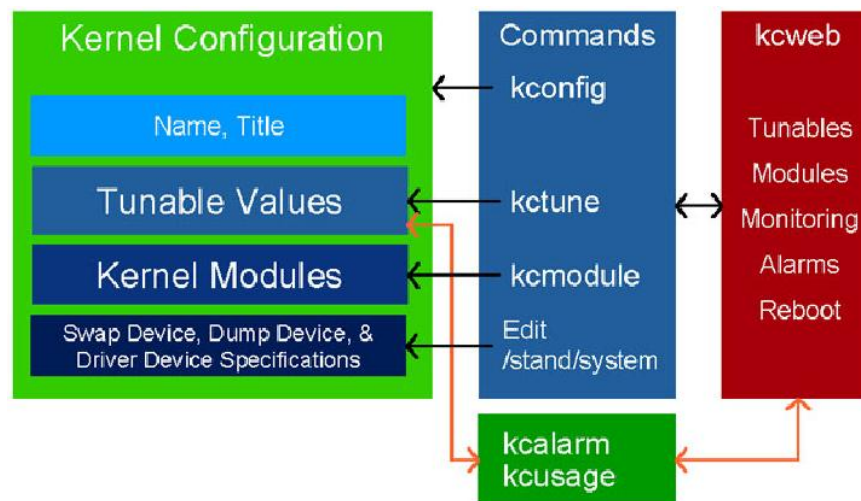 Kernel Configuration
Name, Title
Tunable Values
Kernel Modules
Swap Device, Dump Device, &
Driver Device Specifications
Commands
kconfig
kctune
kcmodule
Edit
/stand/system
kcweb
Tunables
Modules
Monitoring
Alarms
Reboot
kcalarm
kcusage